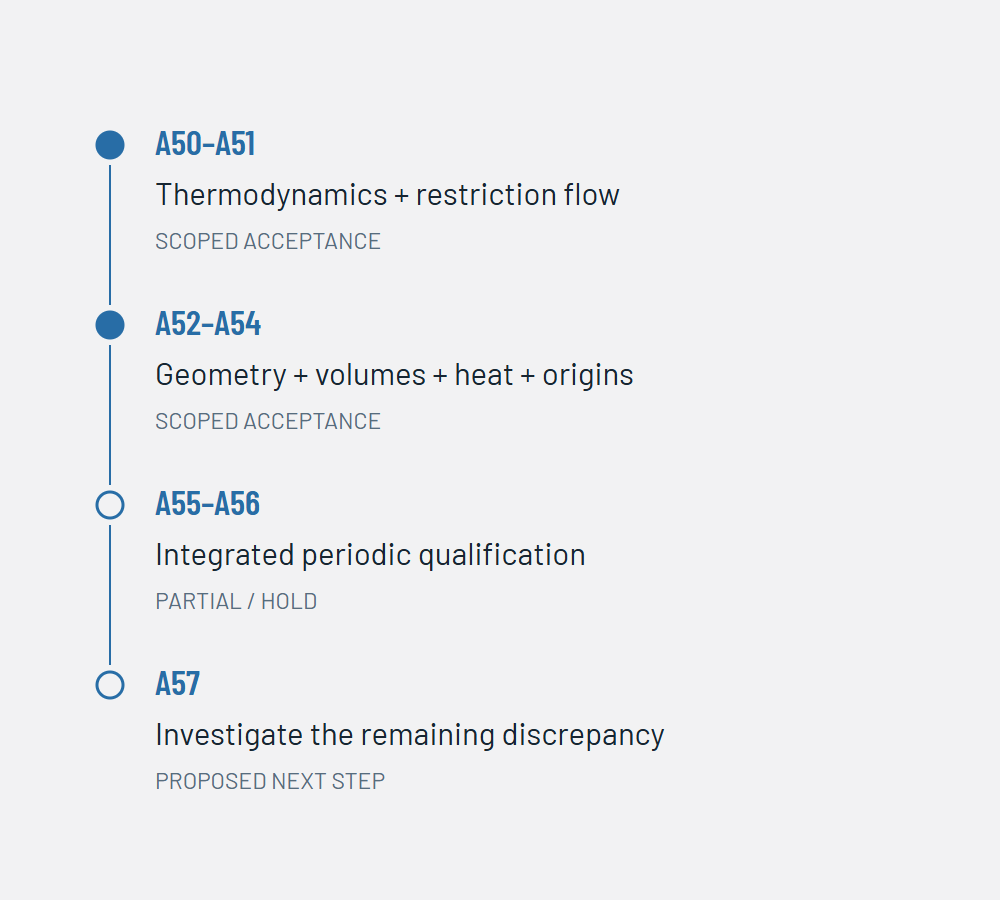 A50–A51
Thermodynamics + restriction flow
SCOPED ACCEPTANCE
A52–A54
Geometry + volumes + heat + origins
SCOPED ACCEPTANCE
A55–A56
Integrated periodic qualification
PARTIAL / HOLD
A57
Investigate the remaining discrepancy
PROPOSED NEXT STEP